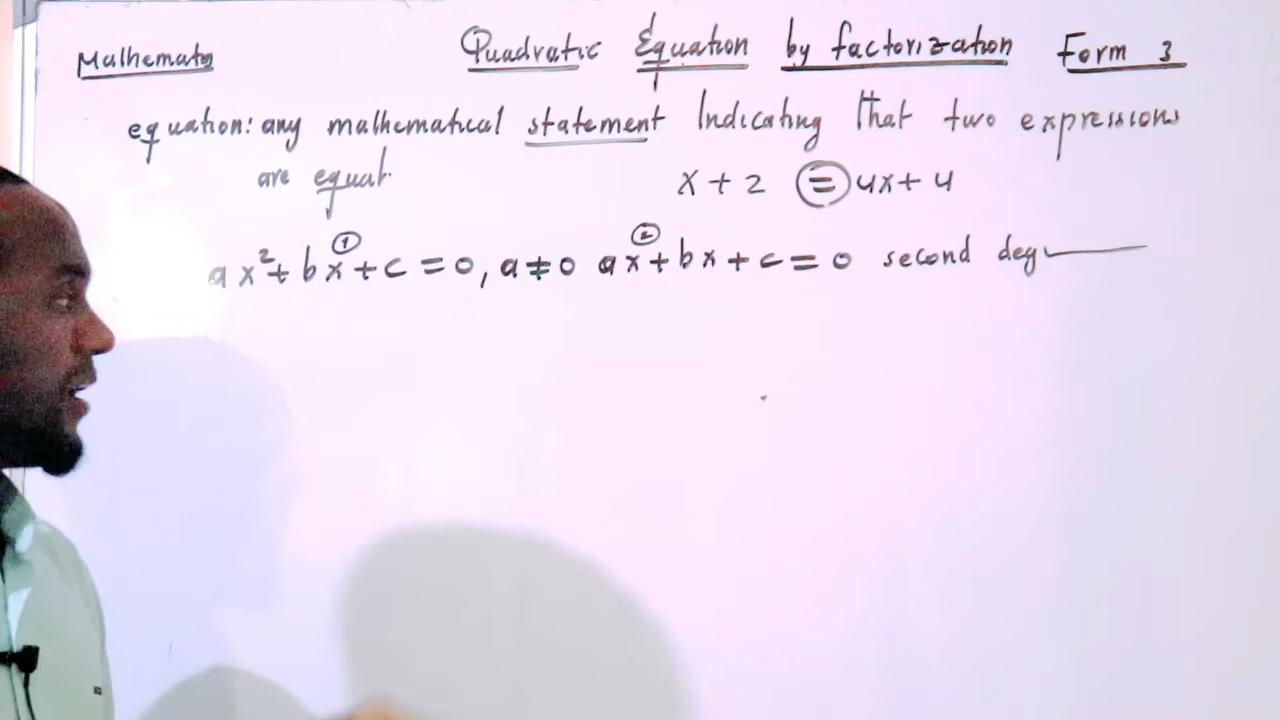 Mathematis Quadratic Equation by factorization Form 3
equation: any mathematical statement Indicating that two expressions
are equal. x + 2 = 4x + 4
① ②
ax² + bx + c = 0, a ≠ 0 ax + bx + c = 0 second deg